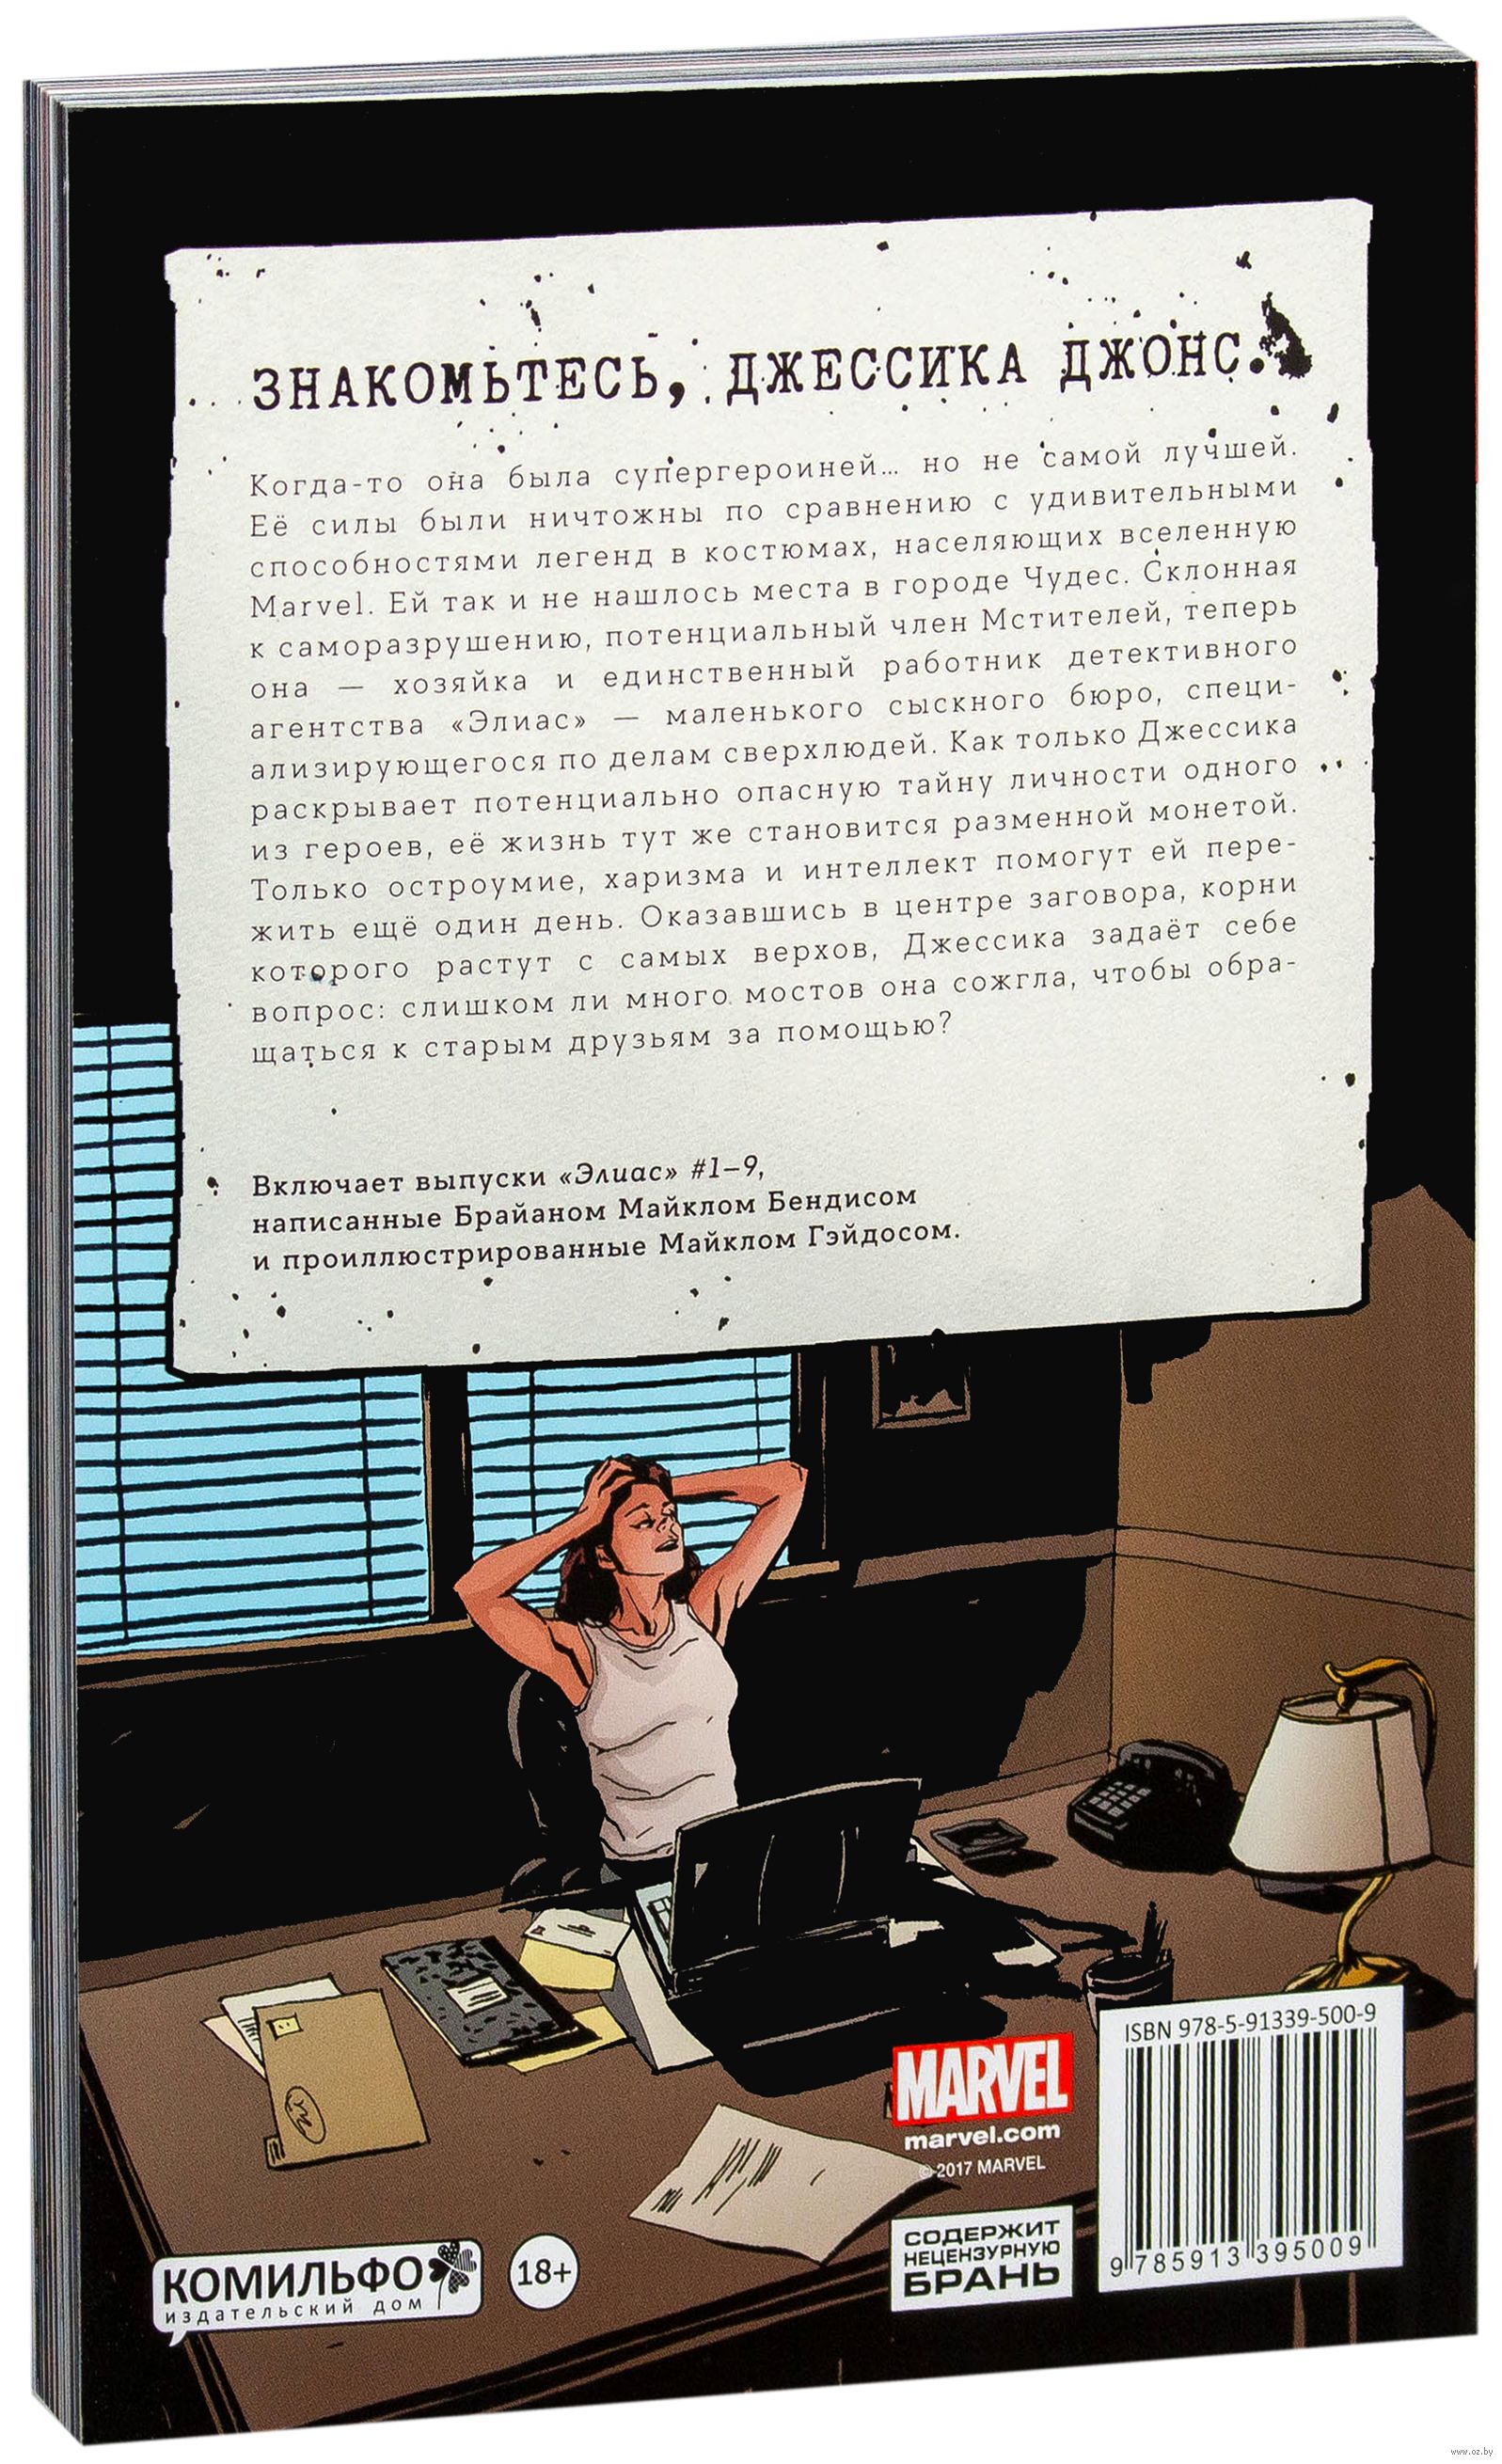 ЗНАКОМЬТЕСЬ, ДЖЕССИКА ДЖОНС.
Когда-то она была супергероиней... но не самой лучшей.
Её силы были ничтожны по сравнению с удивительными
способностями легенд в костюмах, населяющих вселенную
Marvel. Ей так и не нашлось места в городе Чудес. Склонная
к саморазрушению, потенциальный член Мстителей, теперь
она — хозяйка и единственный работник детективного
агентства «Элиас» — маленького сыскного бюро, специ-
ализирующегося по делам сверхлюдей. Как только Джессика
раскрывает потенциально опасную тайну личности одного
из героев, её жизнь тут же становится разменной монетой.
Только остроумие, харизма и интеллект помогут ей пере-
жить ещё один день. Оказавшись в центре заговора, корни
которого растут с самых верхов, Джессика задаёт себе
вопрос: слишком ли много мостов она сожгла, чтобы обра-
щаться к старым друзьям за помощью?
Включает выпуски «Элиас» #1–9,
написанные Брайаном Майклом Бендисом
и проиллюстрированные Майклом Гэйдосом.
ISBN 978-5-91339-500-9
9 785913 395009
MARVEL
marvel.com
© 2017 MARVEL
СОДЕРЖИТ
НЕЦЕНЗУРНУЮ
БРАНЬ
КОМИЛЬФО
издательский дом
18+
www.oz.by